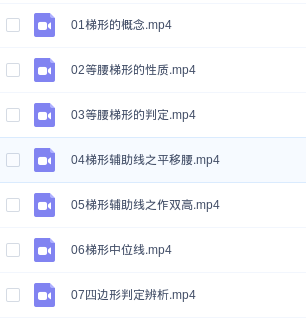 01梯形的概念.mp4
02等腰梯形的性质.mp4
03等腰梯形的判定.mp4
04梯形辅助线之平移腰.mp4
05梯形辅助线之作双高.mp4
06梯形中位线.mp4
07四边形判定辨析.mp4